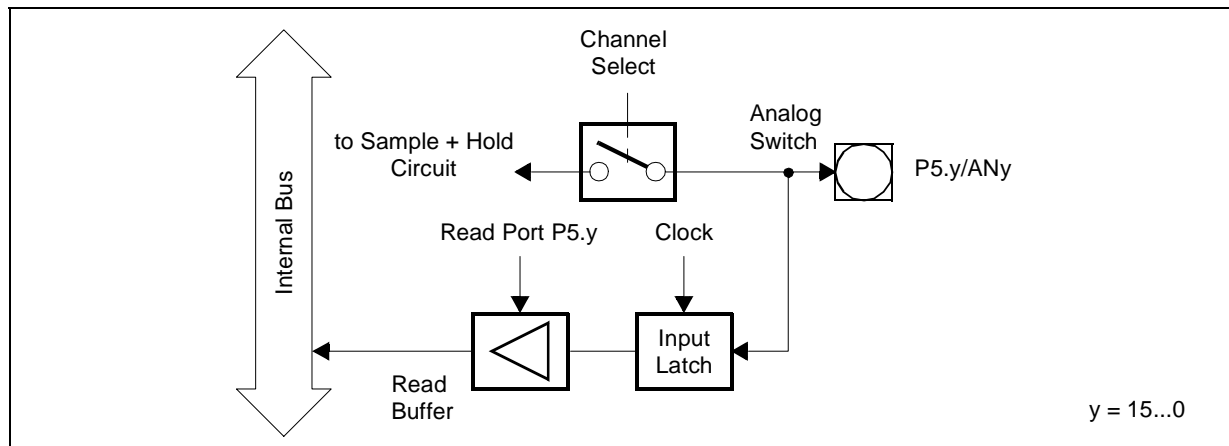 Channel
Select
Analog
Switch
to Sample + Hold
Circuit
P5.y/ANy
Internal Bus
Read Port P5.y
Clock
Input
Latch
Read
Buffer
y = 15...0